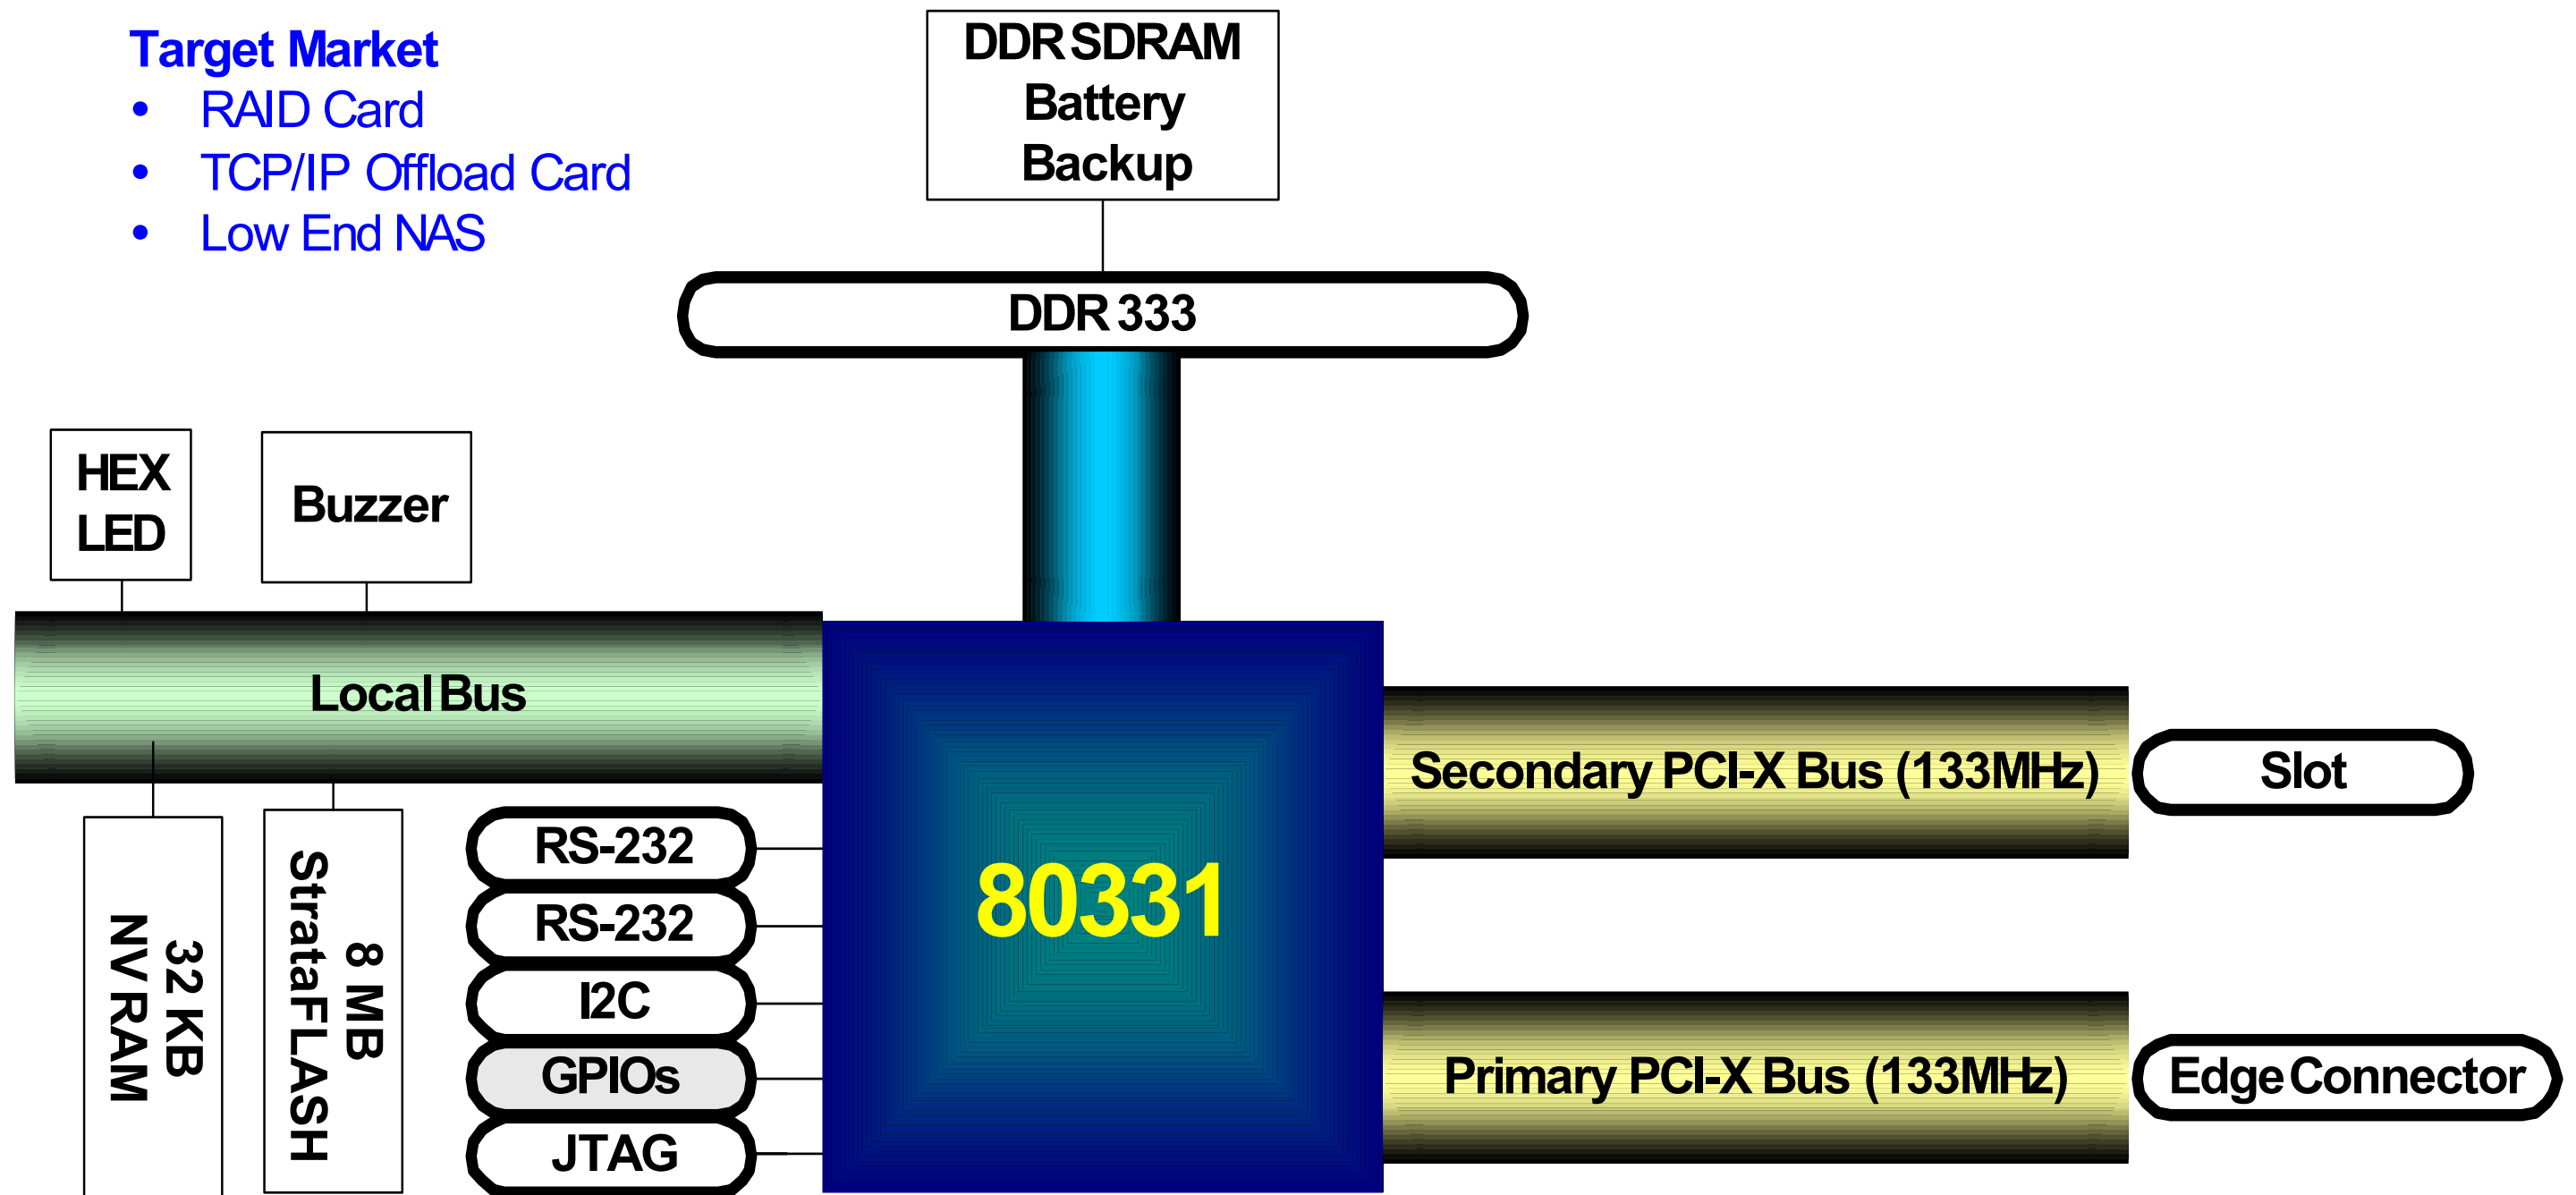 Target Market
• RAID Card
• TCP/IP Offload Card
• Low End NAS
DDR SDRAM
Battery
Backup
DDR 333
HEX
LED
Buzzer
Local Bus
Secondary PCI-X Bus (133MHz)
Slot
80331
RS-232
RS-232
I2C
GPIOs
JTAG
32 KB
NVRAM
8 MB
StrataFLASH
Primary PCI-X Bus (133MHz)
Edge Connector